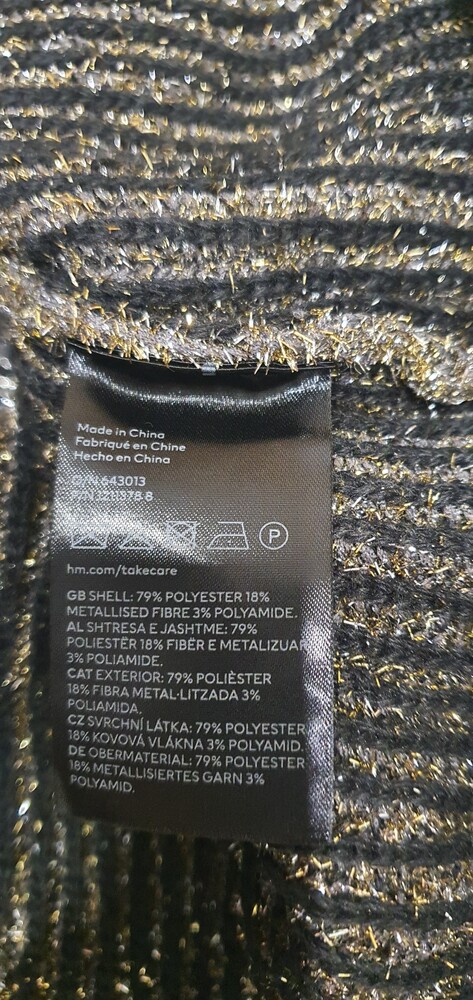 Made in China
Fabriqué en Chine
Hecho en China
O/N 643013
P/N 1211378 8
P
hm.com/takecare
GB SHELL: 79% POLYESTER 18%
METALLISED FIBRE 3% POLYAMIDE.
AL SHTRESA E JASHTME: 79%
POLIESTËR 18% FIBËR E METALIZUAR
3% POLIAMIDE.
CAT EXTERIOR: 79% POLIÈSTER
18% FIBRA METAL·LITZADA 3%
POLIAMIDA.
CZ SVRCHNÍ LÁTKA: 79% POLYESTER
18% KOVOVÁ VLÁKNA 3% POLYAMID.
DE OBERMATERIAL: 79% POLYESTER
18% METALLISIERTES GARN 3%
POLYAMID.